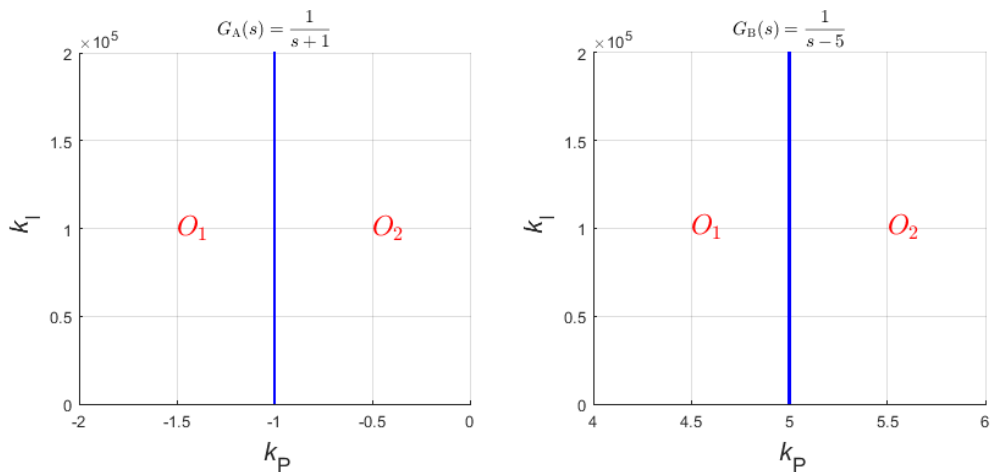 G_A(s) = 1/(s + 1)
×10^5
2
1.5
1
0.5
0
k_I
O_1
O_2
-2 -1.5 -1 -0.5 0
k_P
G_B(s) = 1/(s − 5)
×10^5
2
1.5
1
0.5
0
k_I
O_1
O_2
4 4.5 5 5.5 6
k_P